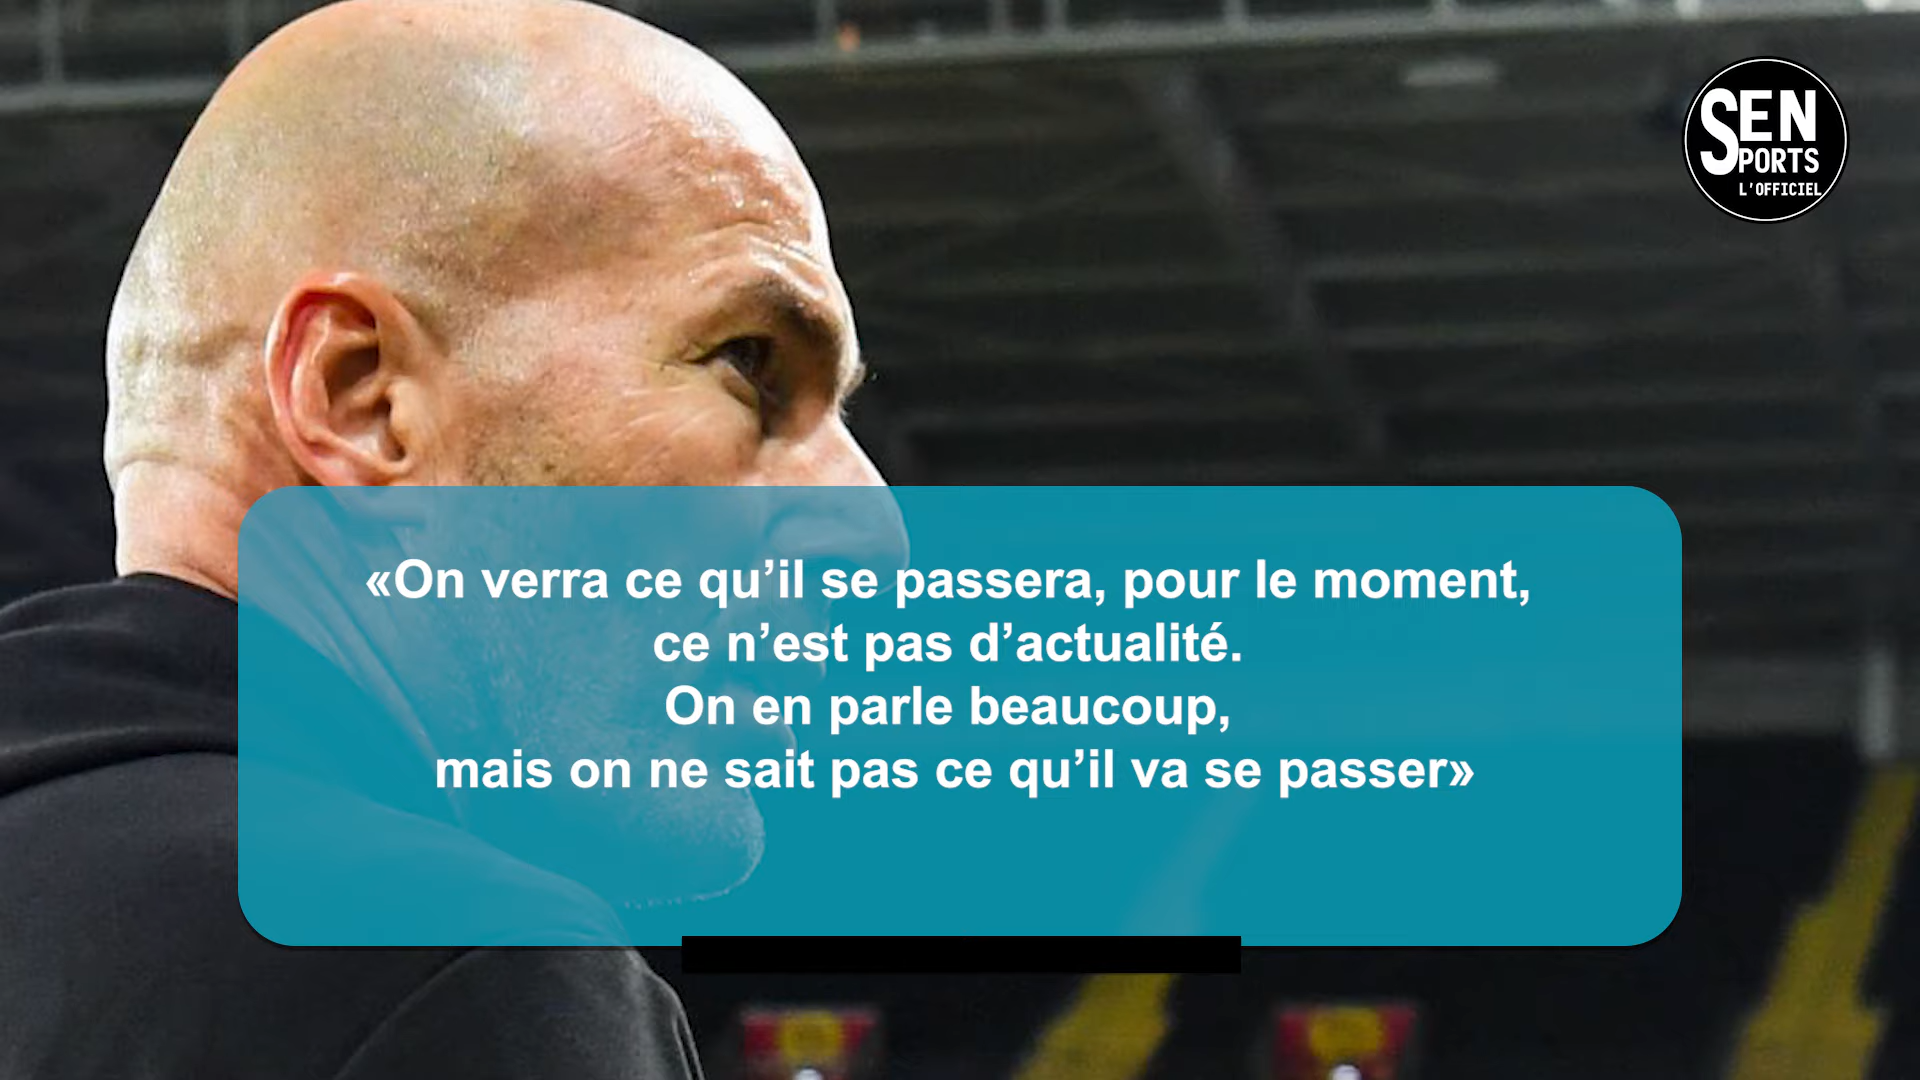 SEN
SPORTS
L'OFFICIEL
«On verra ce qu’il se passera, pour le moment,
ce n’est pas d’actualité.
On en parle beaucoup,
mais on ne sait pas ce qu’il va se passer»